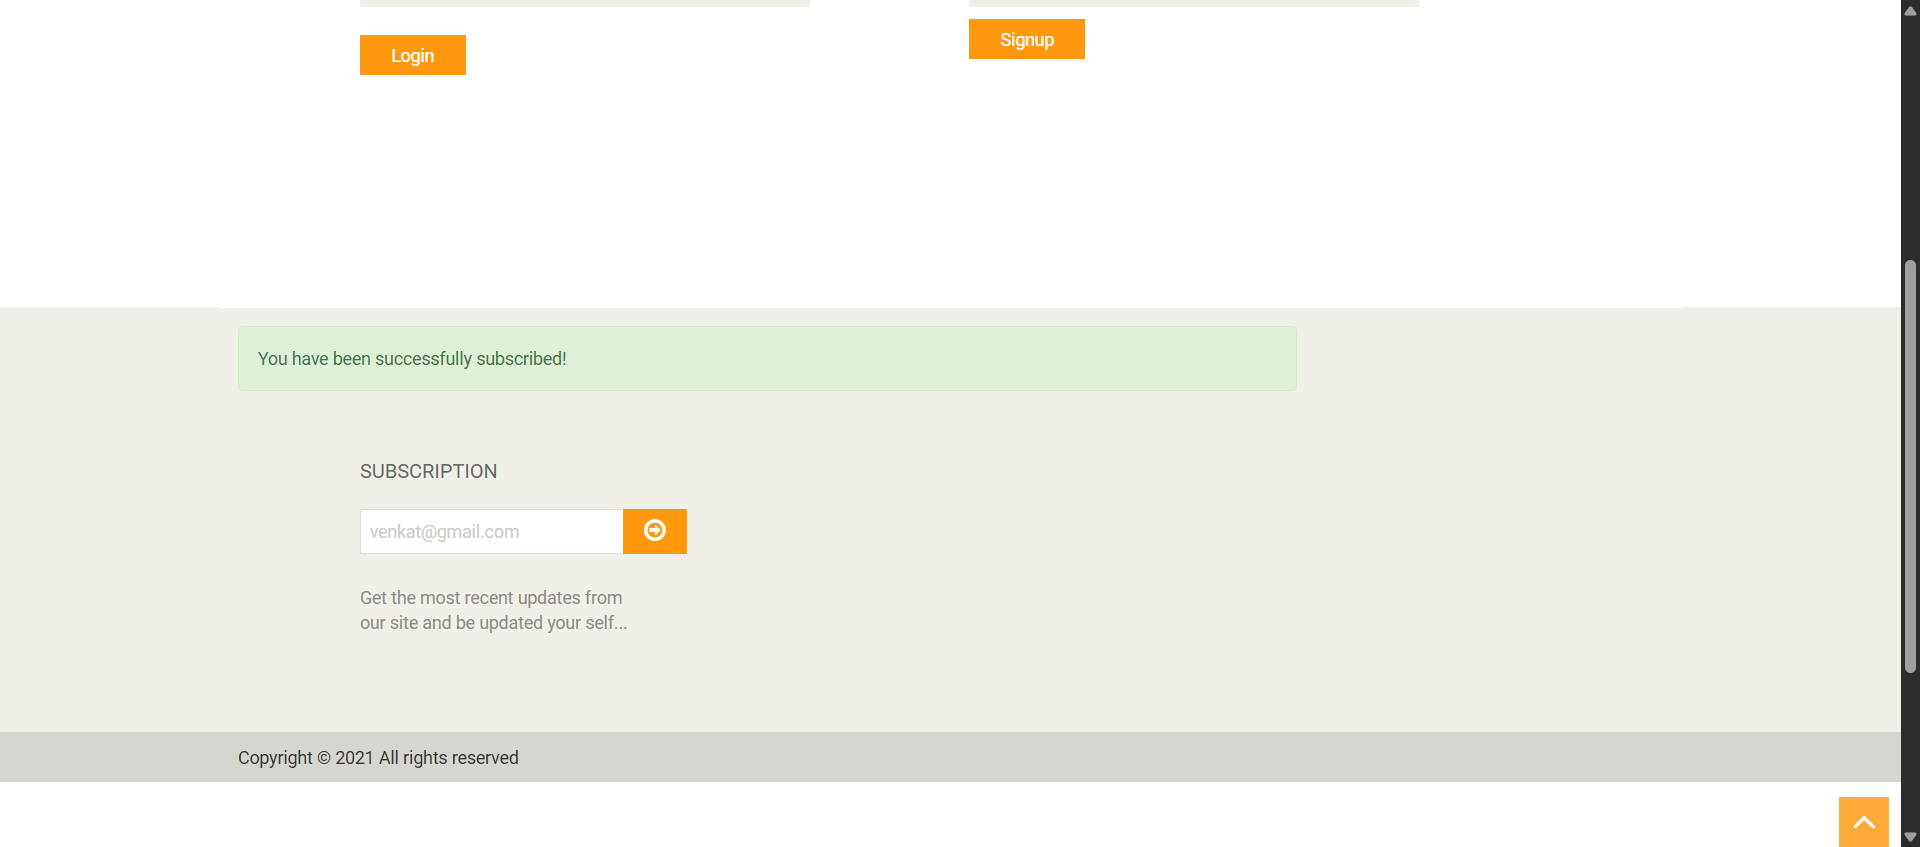 Login
Signup
You have been successfully subscribed!
SUBSCRIPTION
venkat@gmail.com
Get the most recent updates from
our site and be updated your self...
Copyright © 2021 All rights reserved